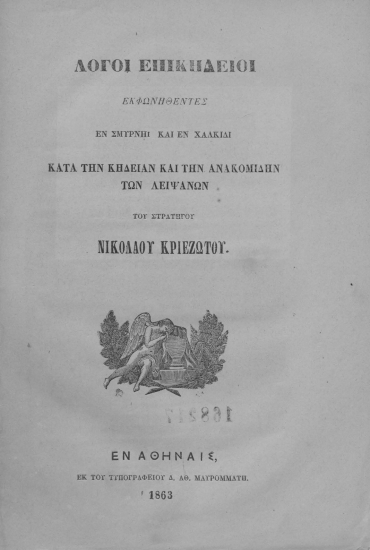 ΛΟΓΟΙ ΕΠΙΚΗΔΕΙΟΙ
ΕΚΦΩΝΗΘΕΝΤΕΣ
ΕΝ ΣΜΥΡΝΗΙ ΚΑΙ ΕΝ ΧΑΛΚΙΔΙ
ΚΑΤΑ ΤΗΝ ΚΗΔΕΙΑΝ ΚΑΙ ΤΗΝ ΑΝΑΚΟΜΙΔΗΝ
ΤΩΝ ΛΕΙΨΑΝΩΝ
ΤΟΥ ΣΤΡΑΤΗΓΟΥ
ΝΙΚΟΛΑΟΥ ΚΡΙΕΖΩΤΟΥ.
ΕΝ ΑΘΗΝΑΙΣ,
ΕΚ ΤΟΥ ΤΥΠΟΓΡΑΦΕΙΟΥ Δ. ΑΘ. ΜΑΥΡΟΜΜΑΤΗ.
1863